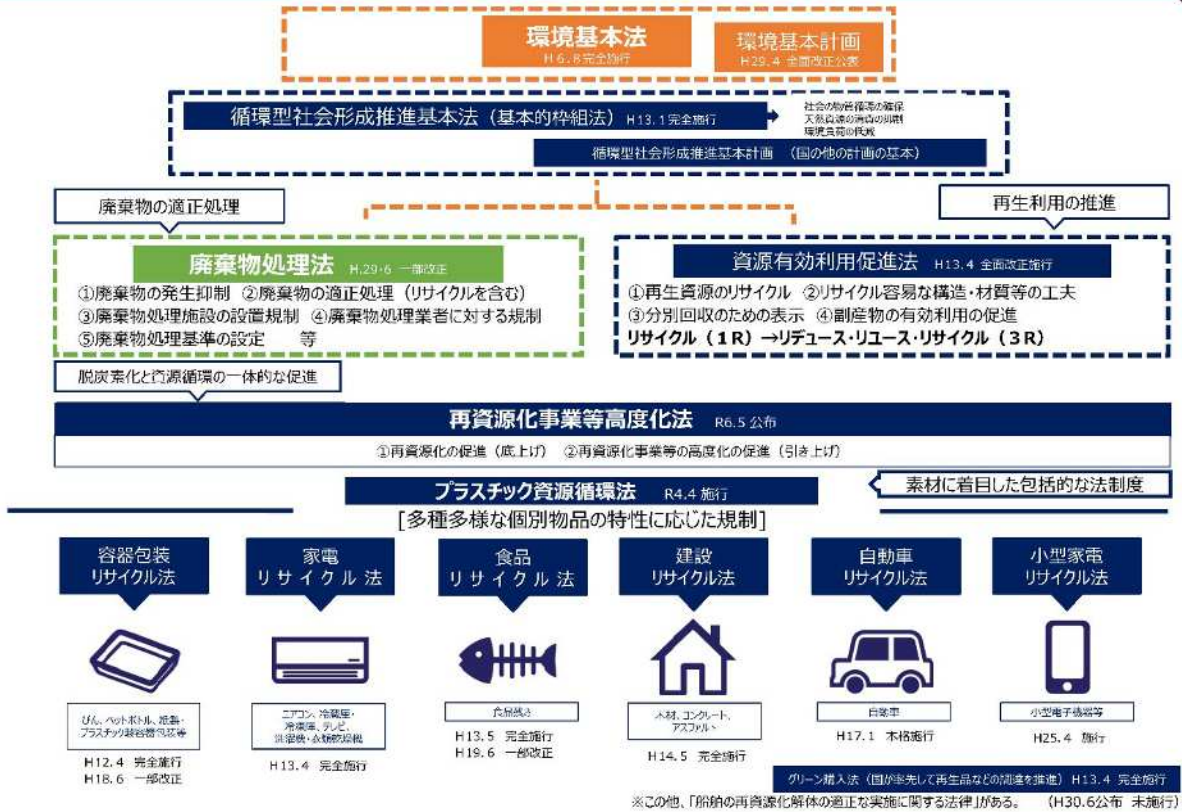 環境基本法
H6.8完全施行
環境基本計画
H29.4 全面改正公表
循環型社会形成推進基本法（基本的枠組法）H13.1完全施行
社会の物質循環の確保
天然資源の消費の抑制
環境負荷の低減
循環型社会形成推進基本計画 （国の他の計画の基本）
廃棄物の適正処理
再生利用の推進
廃棄物処理法 H.29・6 一部改正
①廃棄物の発生抑制 ②廃棄物の適正処理（リサイクルを含む）
③廃棄物処理施設の設置規制 ④廃棄物処理業者に対する規制
⑤廃棄物処理基準の設定 等
資源有効利用促進法 H13.4 全面改正施行
①再生資源のリサイクル ②リサイクル容易な構造・材質等の工夫
③分別回収のための表示 ④副産物の有効利用の促進
リサイクル（1R）→リデュース・リユース・リサイクル（3R）
脱炭素化と資源循環の一体的な促進
再資源化事業等高度化法 R6.5 公布
①再資源化の促進（底上げ） ②再資源化事業等の高度化の促進（引き上げ）
プラスチック資源循環法 R4.4 施行
素材に着目した包括的な法制度
[多種多様な個別物品の特性に応じた規制]
容器包装
リサイクル法
家電
リサイクル法
食品
リサイクル法
建設
リサイクル法
自動車
リサイクル法
小型家電
リサイクル法
びん、ペットボトル、紙製・
プラスチック製容器包装等
エアコン、冷蔵庫・
冷凍庫、テレビ、
洗濯機・衣類乾燥機
食品残さ
木材、コンクリート、
アスファルト
自動車
小型電子機器等
H12.4 完全施行
H18.6 一部改正
H13.4 完全施行
H13.5 完全施行
H19.6 一部改正
H14.5 完全施行
H17.1 本格施行
H25.4 施行
グリーン購入法（国が率先して再生品などの調達を推進）H13.4 完全施行
※この他、「船舶の再資源化解体の適正な実施に関する法律」がある。 （H30.6公布 未施行）